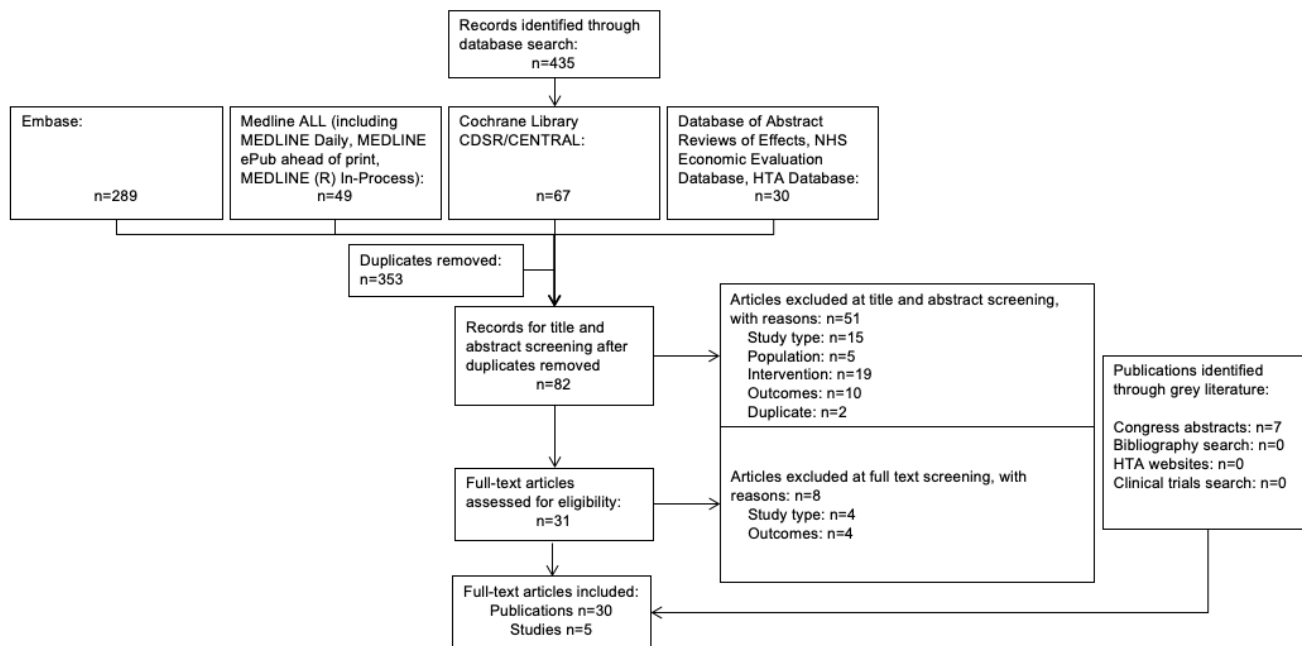 Records identified through
database search:
n=435
Embase:
n=289
Medline ALL (including
MEDLINE Daily, MEDLINE
ePub ahead of print,
MEDLINE (R) In-Process):
n=49
Cochrane Library
CDSR/CENTRAL:
n=67
Database of Abstract
Reviews of Effects, NHS
Economic Evaluation
Database, HTA Database:
n=30
Duplicates removed:
n=353
Records for title and
abstract screening after
duplicates removed
n=82
Articles excluded at title and abstract screening,
with reasons: n=51
Study type: n=15
Population: n=5
Intervention: n=19
Outcomes: n=10
Duplicate: n=2
Publications identified
through grey literature:
Congress abstracts: n=7
Bibliography search: n=0
HTA websites: n=0
Clinical trials search: n=0
Full-text articles
assessed for eligibility:
n=31
Articles excluded at full text screening, with
reasons: n=8
Study type: n=4
Outcomes: n=4
Full-text articles included:
Publications n=30
Studies n=5